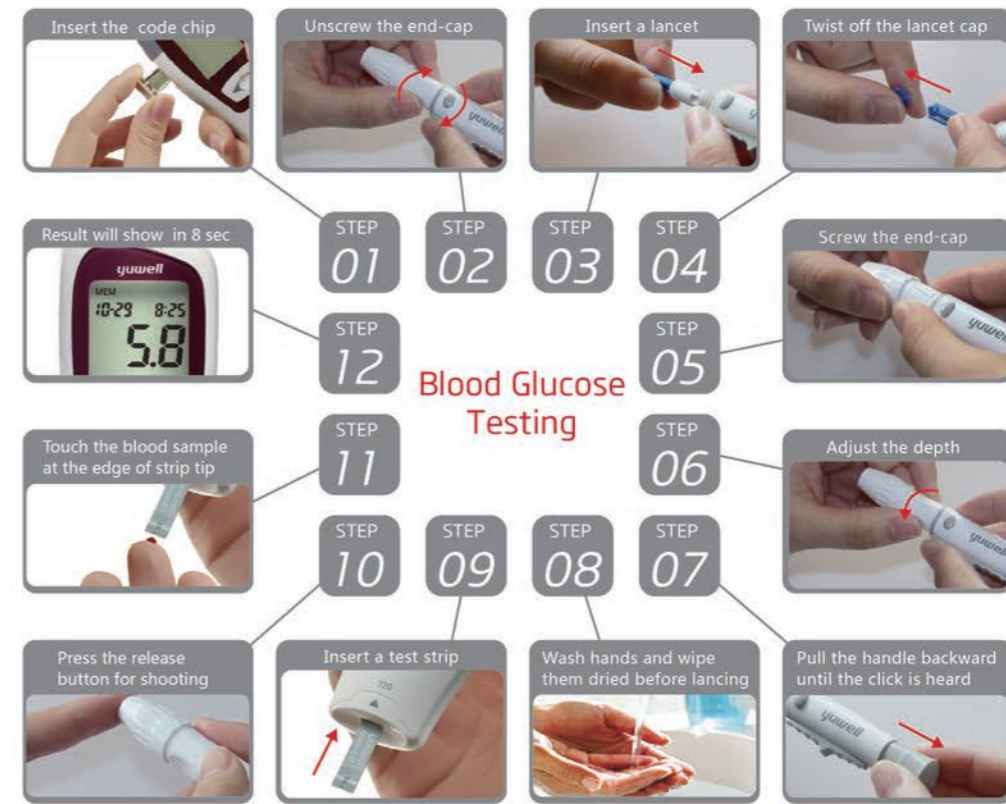 Insert the code chip
Unscrew the end-cap
yuwell
Insert a lancet
Twist off the lancet cap
STEP
01
STEP
02
STEP
03
STEP
04
Result will show in 8 sec
yuwell
MEM
10-29 8:25
5.8
Screw the end-cap
yuwell
STEP
12
STEP
05
Blood Glucose
Testing
Touch the blood sample
at the edge of strip tip
STEP
11
STEP
06
Adjust the depth
yuwell
STEP
10
STEP
09
STEP
08
STEP
07
Press the release
button for shooting
Insert a test strip
720
Wash hands and wipe
them dried before lancing
Pull the handle backward
until the click is heard
yuwell